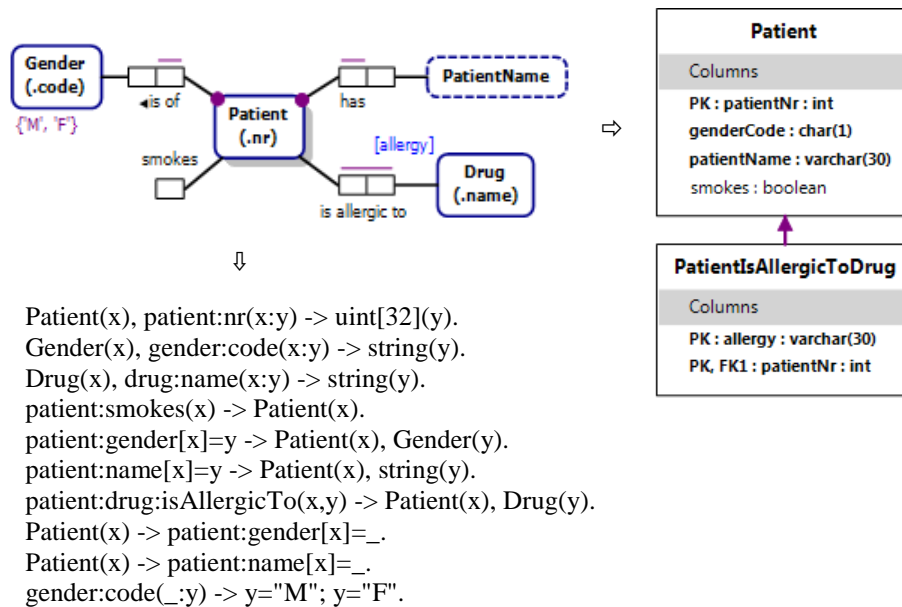 Gender
(.code)
{'M', 'F'}
◂is of
has
PatientName
Patient
(.nr)
smokes
[allergy]
Drug
(.name)
is allergic to
⇨
⇩
Patient
Columns
PK : patientNr : int
genderCode : char(1)
patientName : varchar(30)
smokes : boolean
PatientIsAllergicToDrug
Columns
PK : allergy : varchar(30)
PK, FK1 : patientNr : int
Patient(x), patient:nr(x:y) -> uint[32](y).
Gender(x), gender:code(x:y) -> string(y).
Drug(x), drug:name(x:y) -> string(y).
patient:smokes(x) -> Patient(x).
patient:gender[x]=y -> Patient(x), Gender(y).
patient:name[x]=y -> Patient(x), string(y).
patient:drug:isAllergicTo(x,y) -> Patient(x), Drug(y).
Patient(x) -> patient:gender[x]=_.
Patient(x) -> patient:name[x]=_.
gender:code(_:y) -> y="M"; y="F".